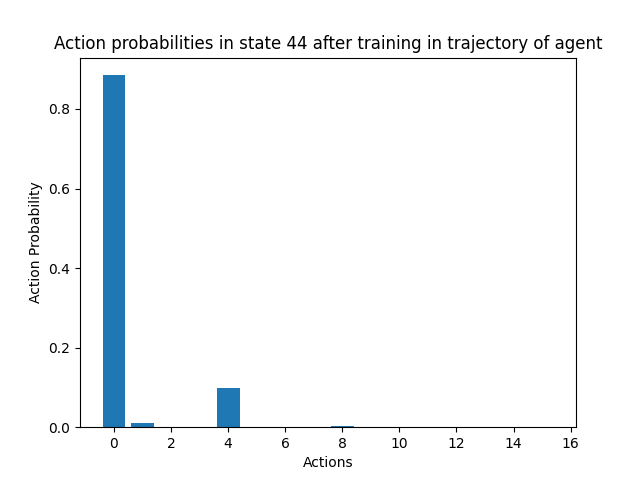 Action probabilities in state 44 after training in trajectory of agent
0.8
0.6
0.4
0.2
0.0
Action Probability
0 2 4 6 8 10 12 14 16
Actions